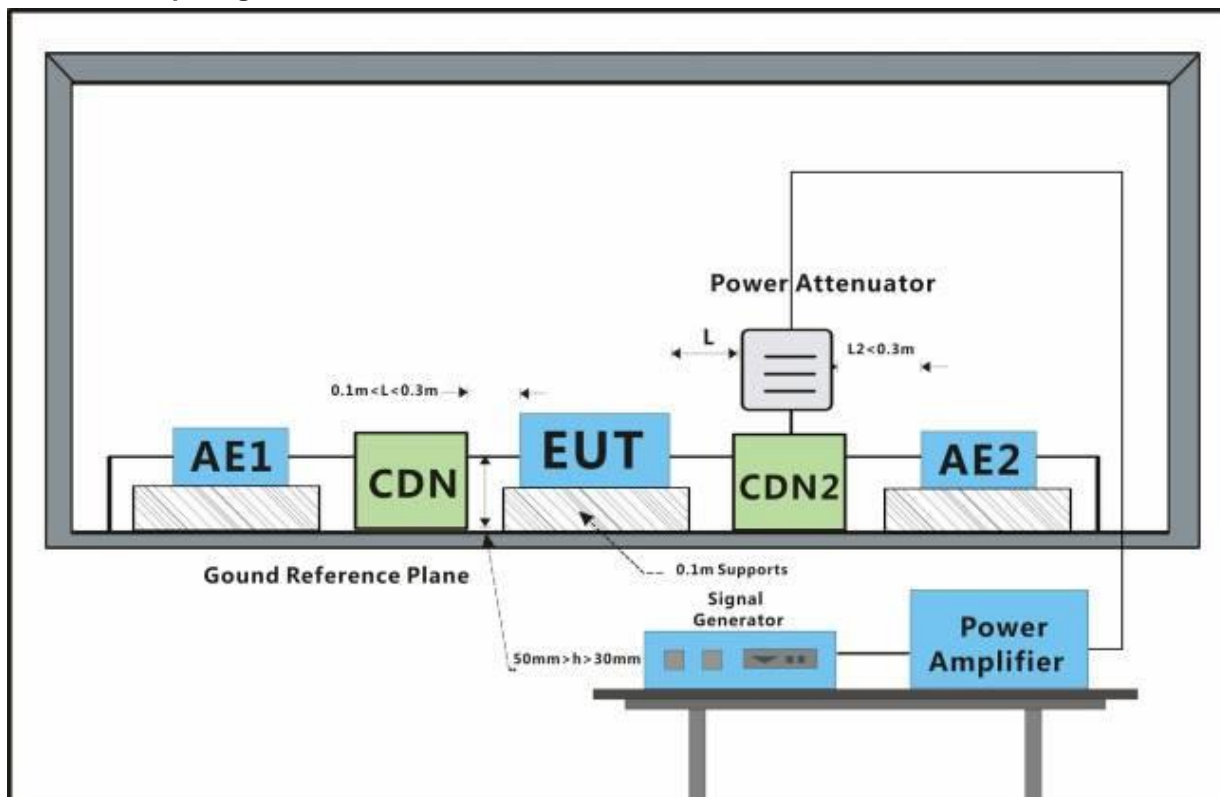 Power Attenuator
L
L2<0.3m
0.1m<L<0.3m
AE1
CDN
EUT
CDN2
AE2
Gound Reference Plane
0.1m Supports
Signal
Generator
50mm>h>30mm
Power
Amplifier